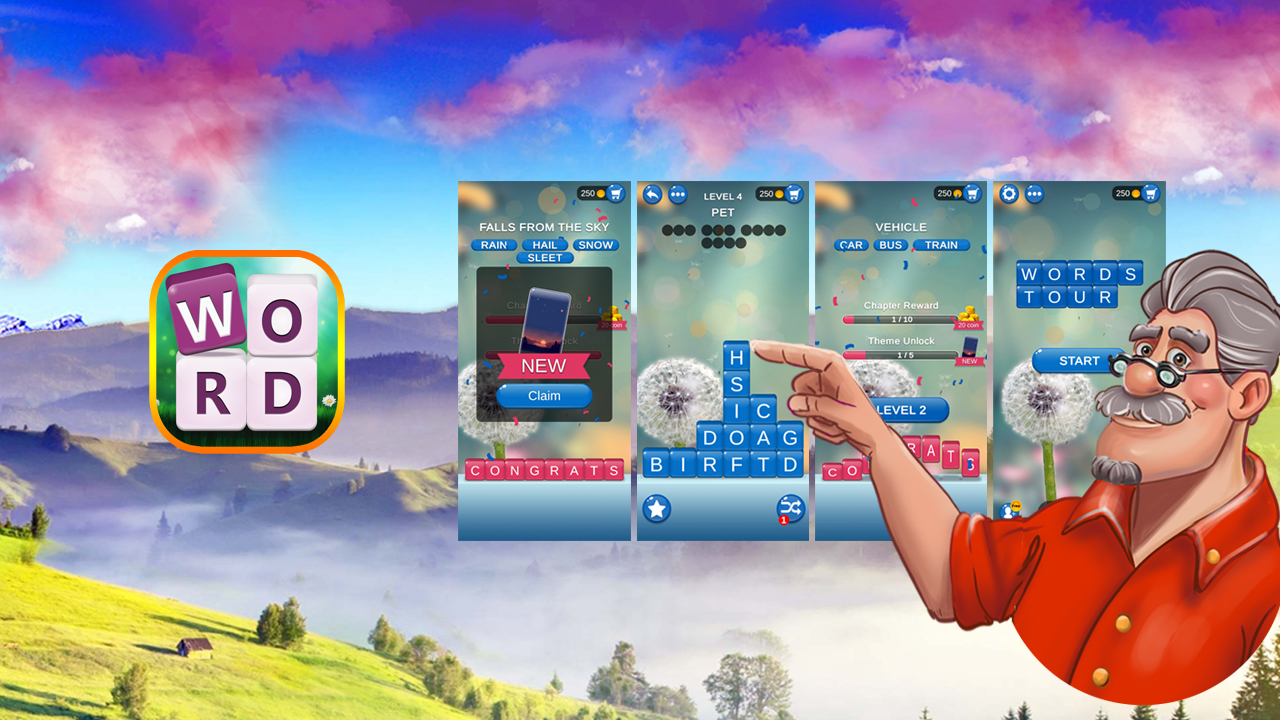 W O
R D
250
FALLS FROM THE SKY
RAIN HAIL SNOW
SLEET
20 coin
NEW
Claim
CONGRATS
LEVEL 4
250
PET
H
S
I C
D O A G
B I R F T D
1
250
VEHICLE
CAR BUS TRAIN
Chapter Reward
1 / 10
20 coin
Theme Unlock
1 / 5
NEW
LEVEL 2
C O R A T S
250
WORDS
TOUR
START